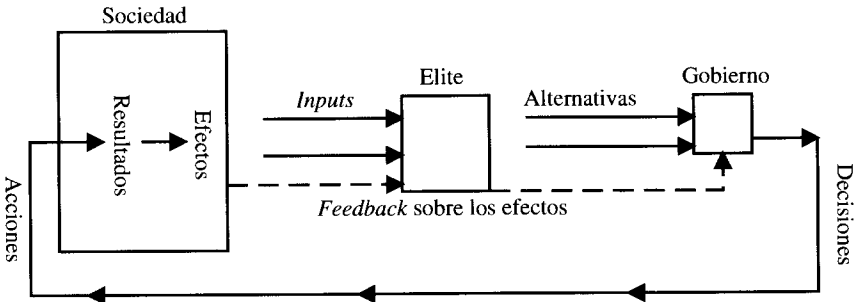 Sociedad
Elite
Gobierno
Inputs
Alternativas
Resultados
Efectos
Feedback sobre los efectos
Acciones
Decisiones